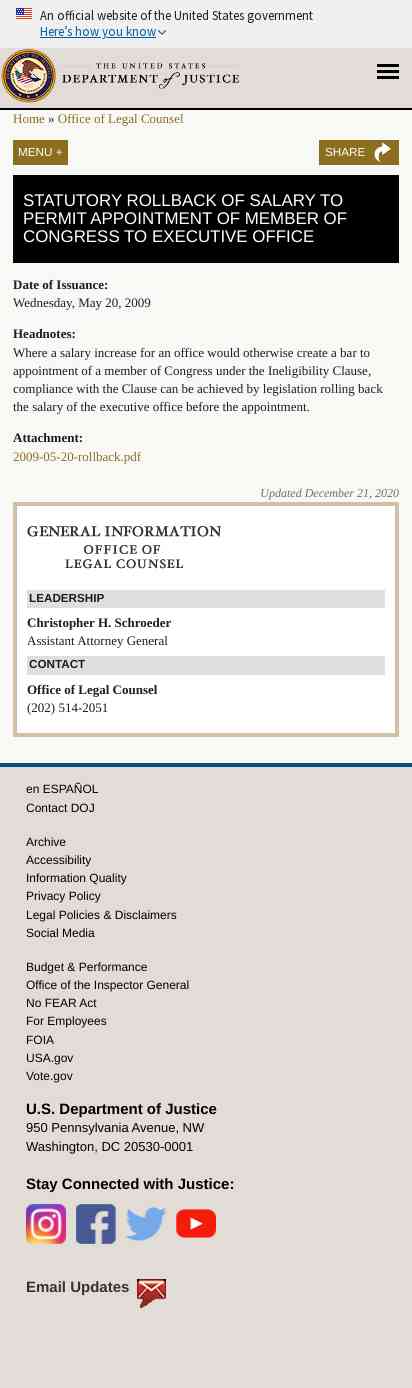 An official website of the United States government
Here's how you know
THE UNITED STATES
DEPARTMENT of JUSTICE
Home » Office of Legal Counsel
MENU +
SHARE
STATUTORY ROLLBACK OF SALARY TO
PERMIT APPOINTMENT OF MEMBER OF
CONGRESS TO EXECUTIVE OFFICE
Date of Issuance:
Wednesday, May 20, 2009
Headnotes:
Where a salary increase for an office would otherwise create a bar to
appointment of a member of Congress under the Ineligibility Clause,
compliance with the Clause can be achieved by legislation rolling back
the salary of the executive office before the appointment.
Attachment:
2009-05-20-rollback.pdf
Updated December 21, 2020
GENERAL INFORMATION
OFFICE OF
LEGAL COUNSEL
LEADERSHIP
Christopher H. Schroeder
Assistant Attorney General
CONTACT
Office of Legal Counsel
(202) 514-2051
en ESPAÑOL
Contact DOJ
Archive
Accessibility
Information Quality
Privacy Policy
Legal Policies & Disclaimers
Social Media
Budget & Performance
Office of the Inspector General
No FEAR Act
For Employees
FOIA
USA.gov
Vote.gov
U.S. Department of Justice
950 Pennsylvania Avenue, NW
Washington, DC 20530-0001
Stay Connected with Justice:
Email Updates